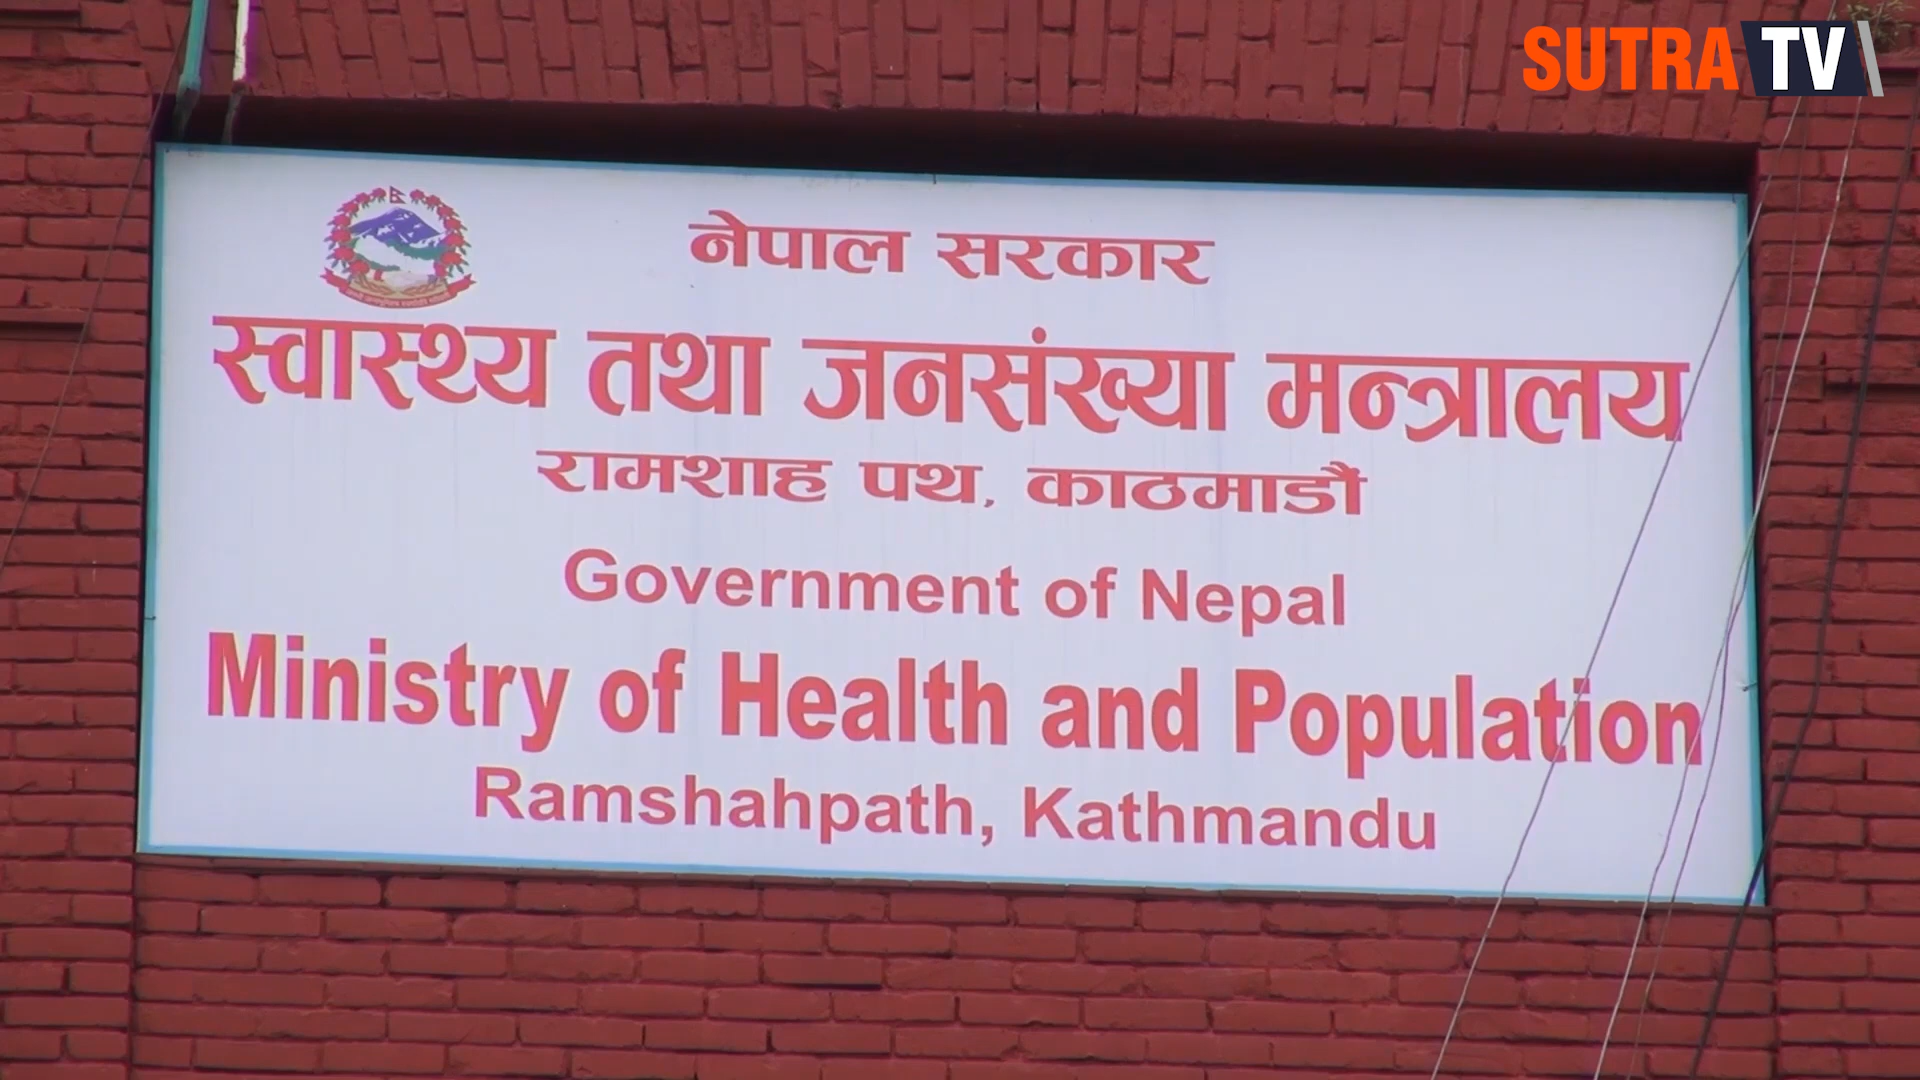 SUTRA TV
नेपाल सरकार
स्वास्थ्य तथा जनसंख्या मन्त्रालय
रामशाह पथ, काठमाडौं
Government of Nepal
Ministry of Health and Population
Ramshahpath, Kathmandu